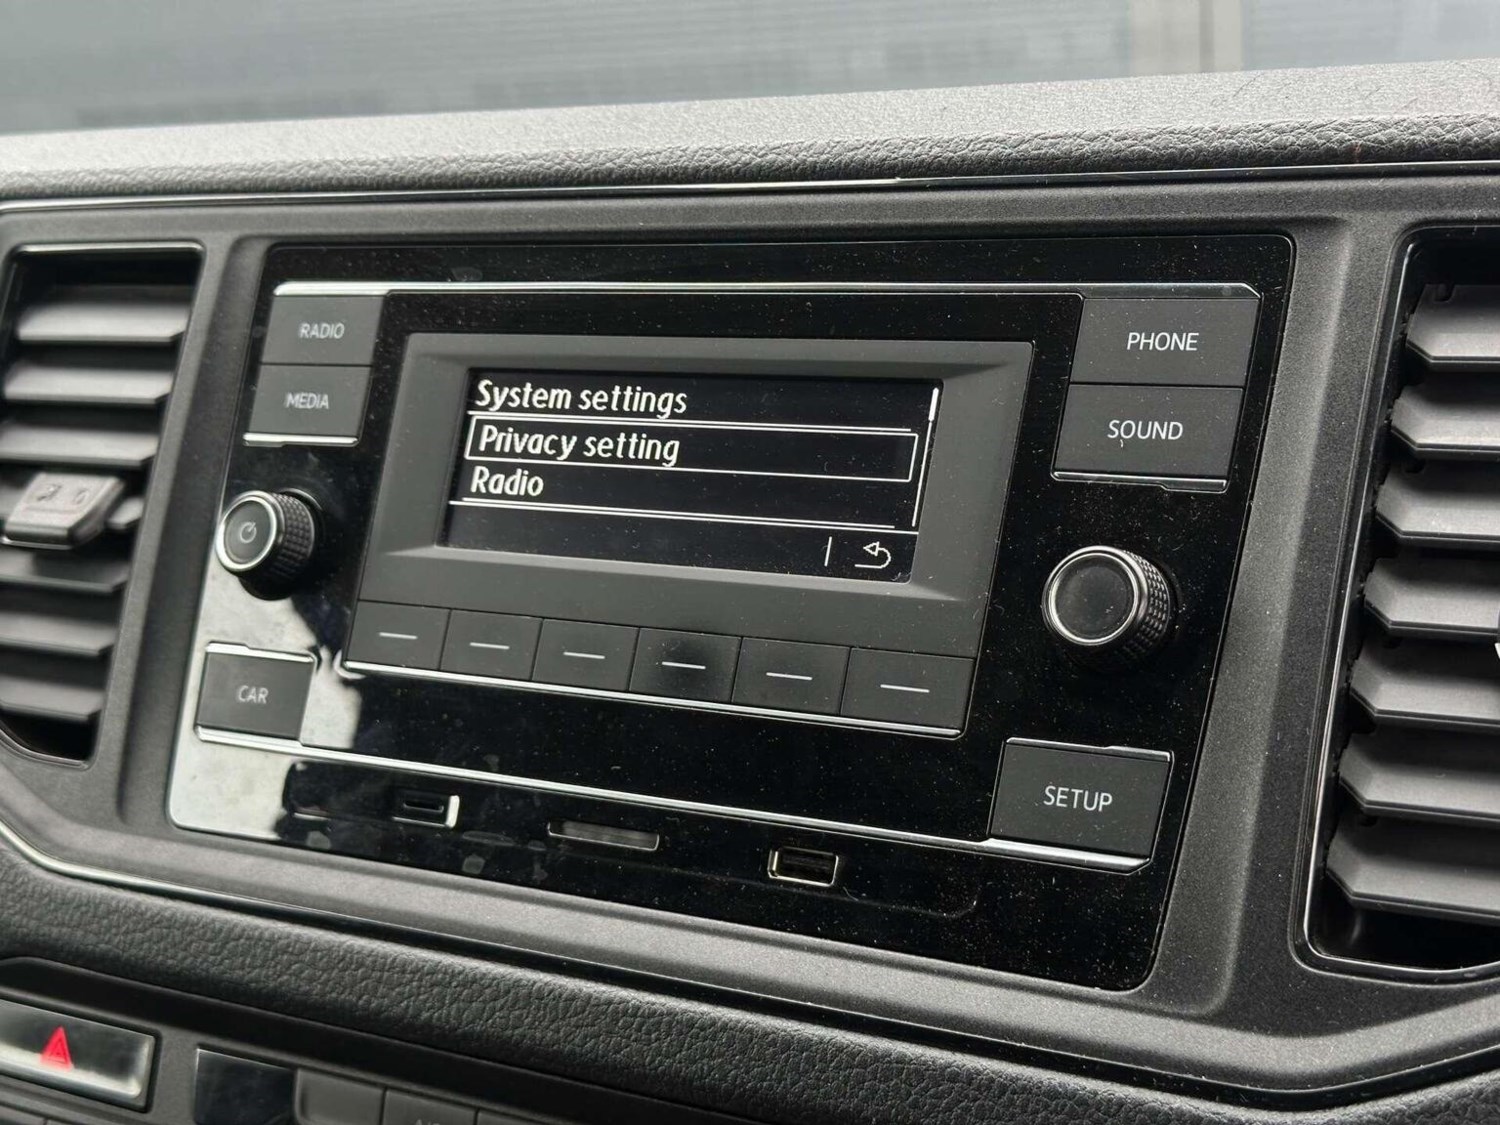 RADIO
MEDIA
System settings
Privacy setting
Radio
PHONE
SOUND
CAR
SETUP